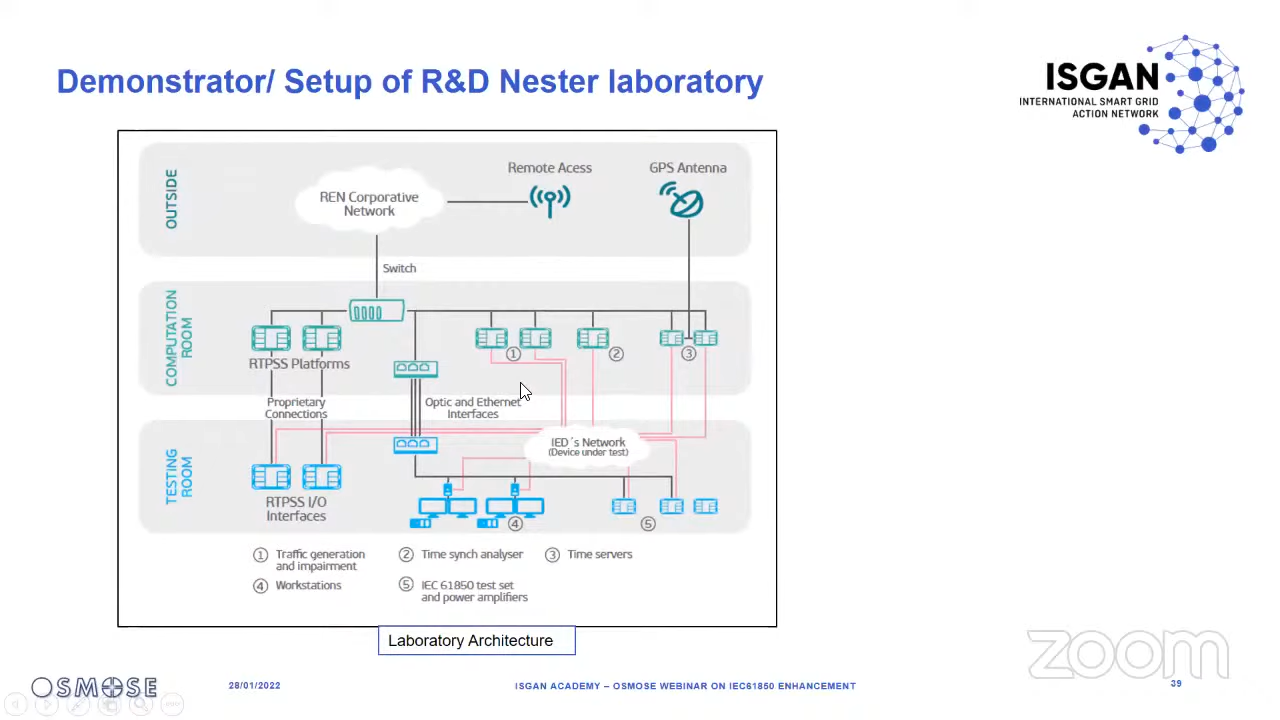 Demonstrator/ Setup of R&D Nester laboratory
ISGAN
INTERNATIONAL SMART GRID
ACTION NETWORK
OUTSIDE
REN Corporative
Network
Remote Acess
GPS Antenna
Switch
COMPUTATION
ROOM
RTPSS Platforms
1
2
3
Proprietary
Connections
Optic and Ethernet
Interfaces
TESTING
ROOM
IED´s Network
(Device under test)
RTPSS I/O
Interfaces
4
5
1 Traffic generation
and impairment
2 Time synch analyser
3 Time servers
4 Workstations
5 IEC 61850 test set
and power amplifiers
Laboratory Architecture
zoom
OSMOSE
28/01/2022
ISGAN ACADEMY – OSMOSE WEBINAR ON IEC61850 ENHANCEMENT
39